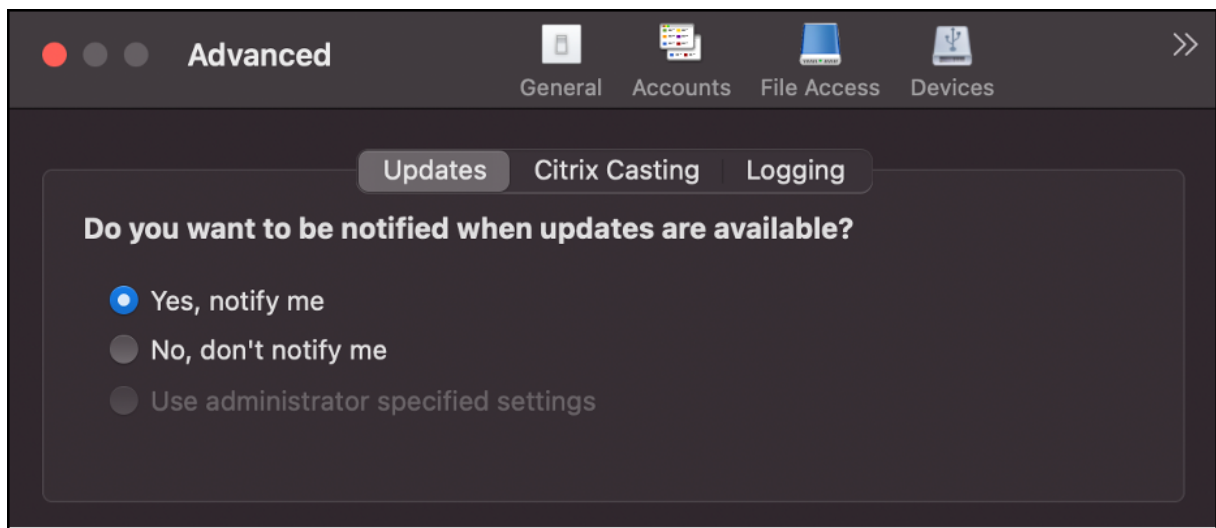 Advanced
General Accounts File Access Devices
Updates Citrix Casting Logging
Do you want to be notified when updates are available?
Yes, notify me
No, don't notify me
Use administrator specified settings